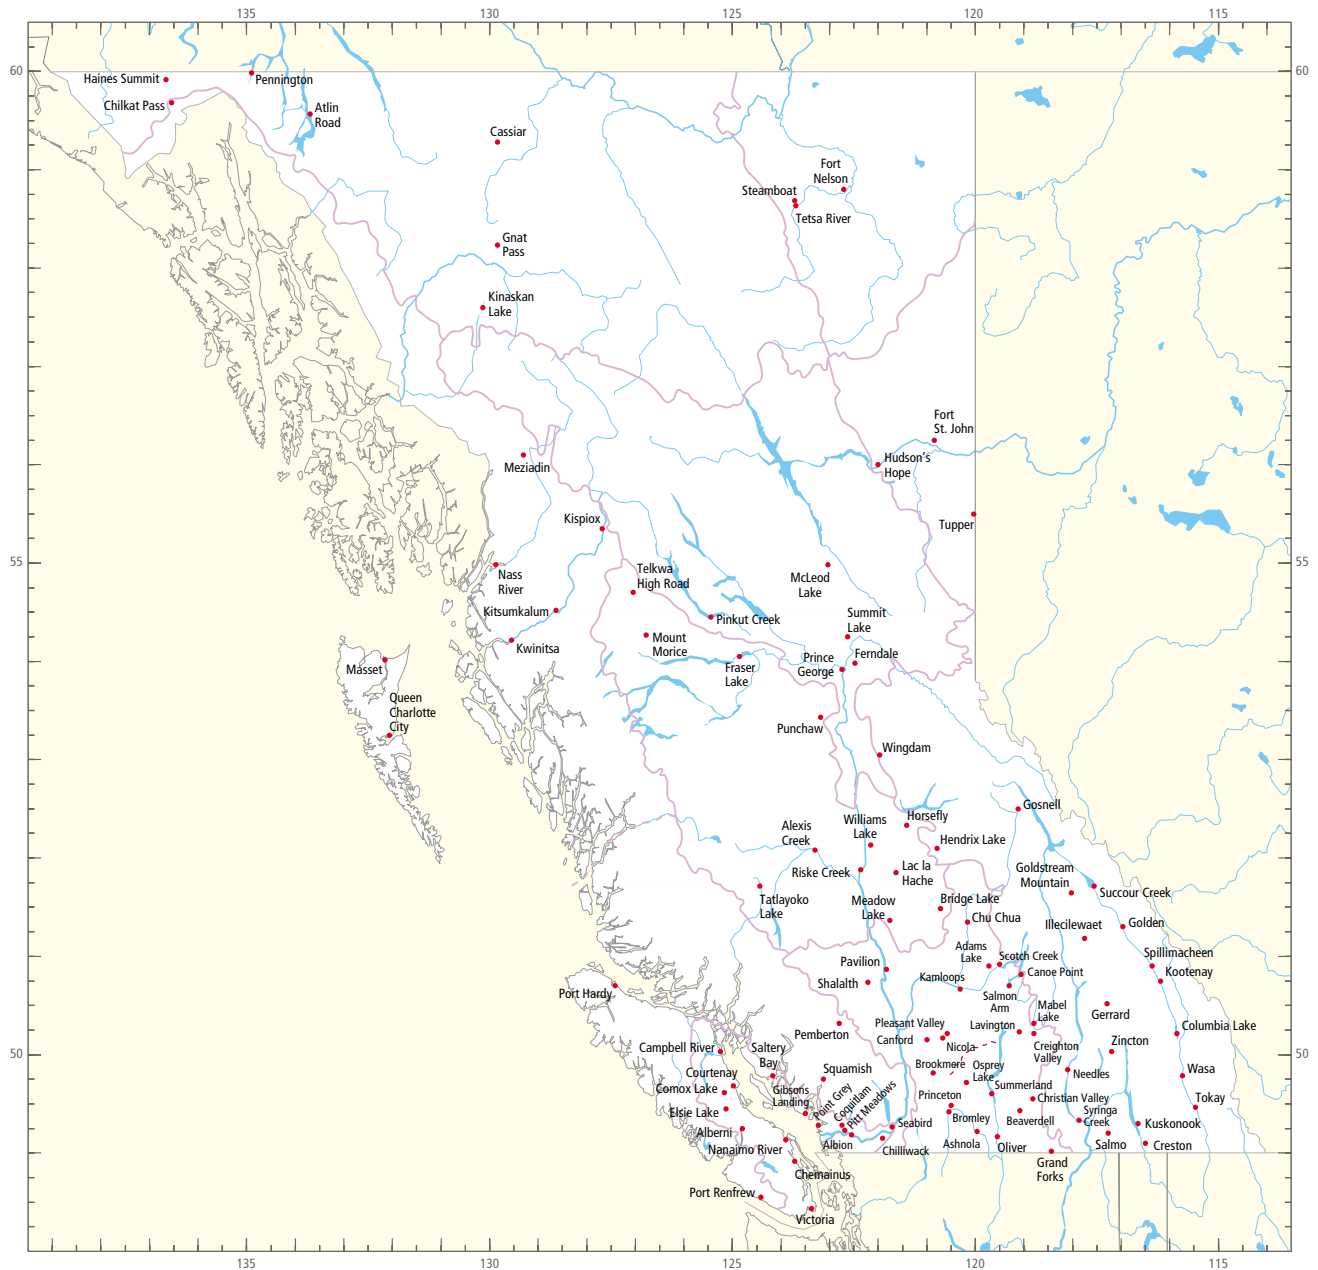 135
130
125
120
115
60
60
Haines Summit
Pennington
Chilkat Pass
Atlin
Road
Cassiar
Fort
Nelson
Steamboat
Tetsa River
Gnat
Pass
Kinaskan
Lake
Fort
St. John
Hudson's
Hope
Meziadin
Kispiox
Tupper
55
55
Nass
River
Telkwa
High Road
McLeod
Lake
Kitsumkalum
Pinkut Creek
Summit
Lake
Kwinitsa
Mount
Morice
Fraser
Lake
Prince
George
Ferndale
Masset
Queen
Charlotte
City
Punchaw
Wingdam
Gosnell
Alexis
Creek
Williams
Lake
Horsefly
Hendrix Lake
Riske Creek
Lac la
Hache
Goldstream
Mountain
Succour Creek
Tatlayoko
Lake
Meadow
Lake
Bridge Lake
Chu Chua
Illecilewaet
Golden
Adams
Lake
Scotch Creek
Spillimacheen
Pavilion
Canoe Point
Kootenay
Shalalth
Kamloops
Port Hardy
Salmon
Arm
Mabel
Lake
Gerrard
Pemberton
Pleasant Valley
Lavington
Columbia Lake
Canford
Nicola
Creighton
Valley
Zincton
50
50
Campbell River
Saltery
Bay
Brookmere
Osprey
Lake
Needles
Wasa
Courtenay
Squamish
Comox Lake
Gibsons
Landing
Point Grey
Coquitlam
Pitt Meadows
Princeton
Summerland
Christian Valley
Tokay
Elsie Lake
Bromley
Beaverdell
Syringa
Creek
Kuskonook
Alberni
Seabird
Nanaimo River
Albion
Chilliwack
Ashnola
Oliver
Salmo
Creston
Chemainus
Grand
Forks
Port Renfrew
Victoria
135
130
125
120
115